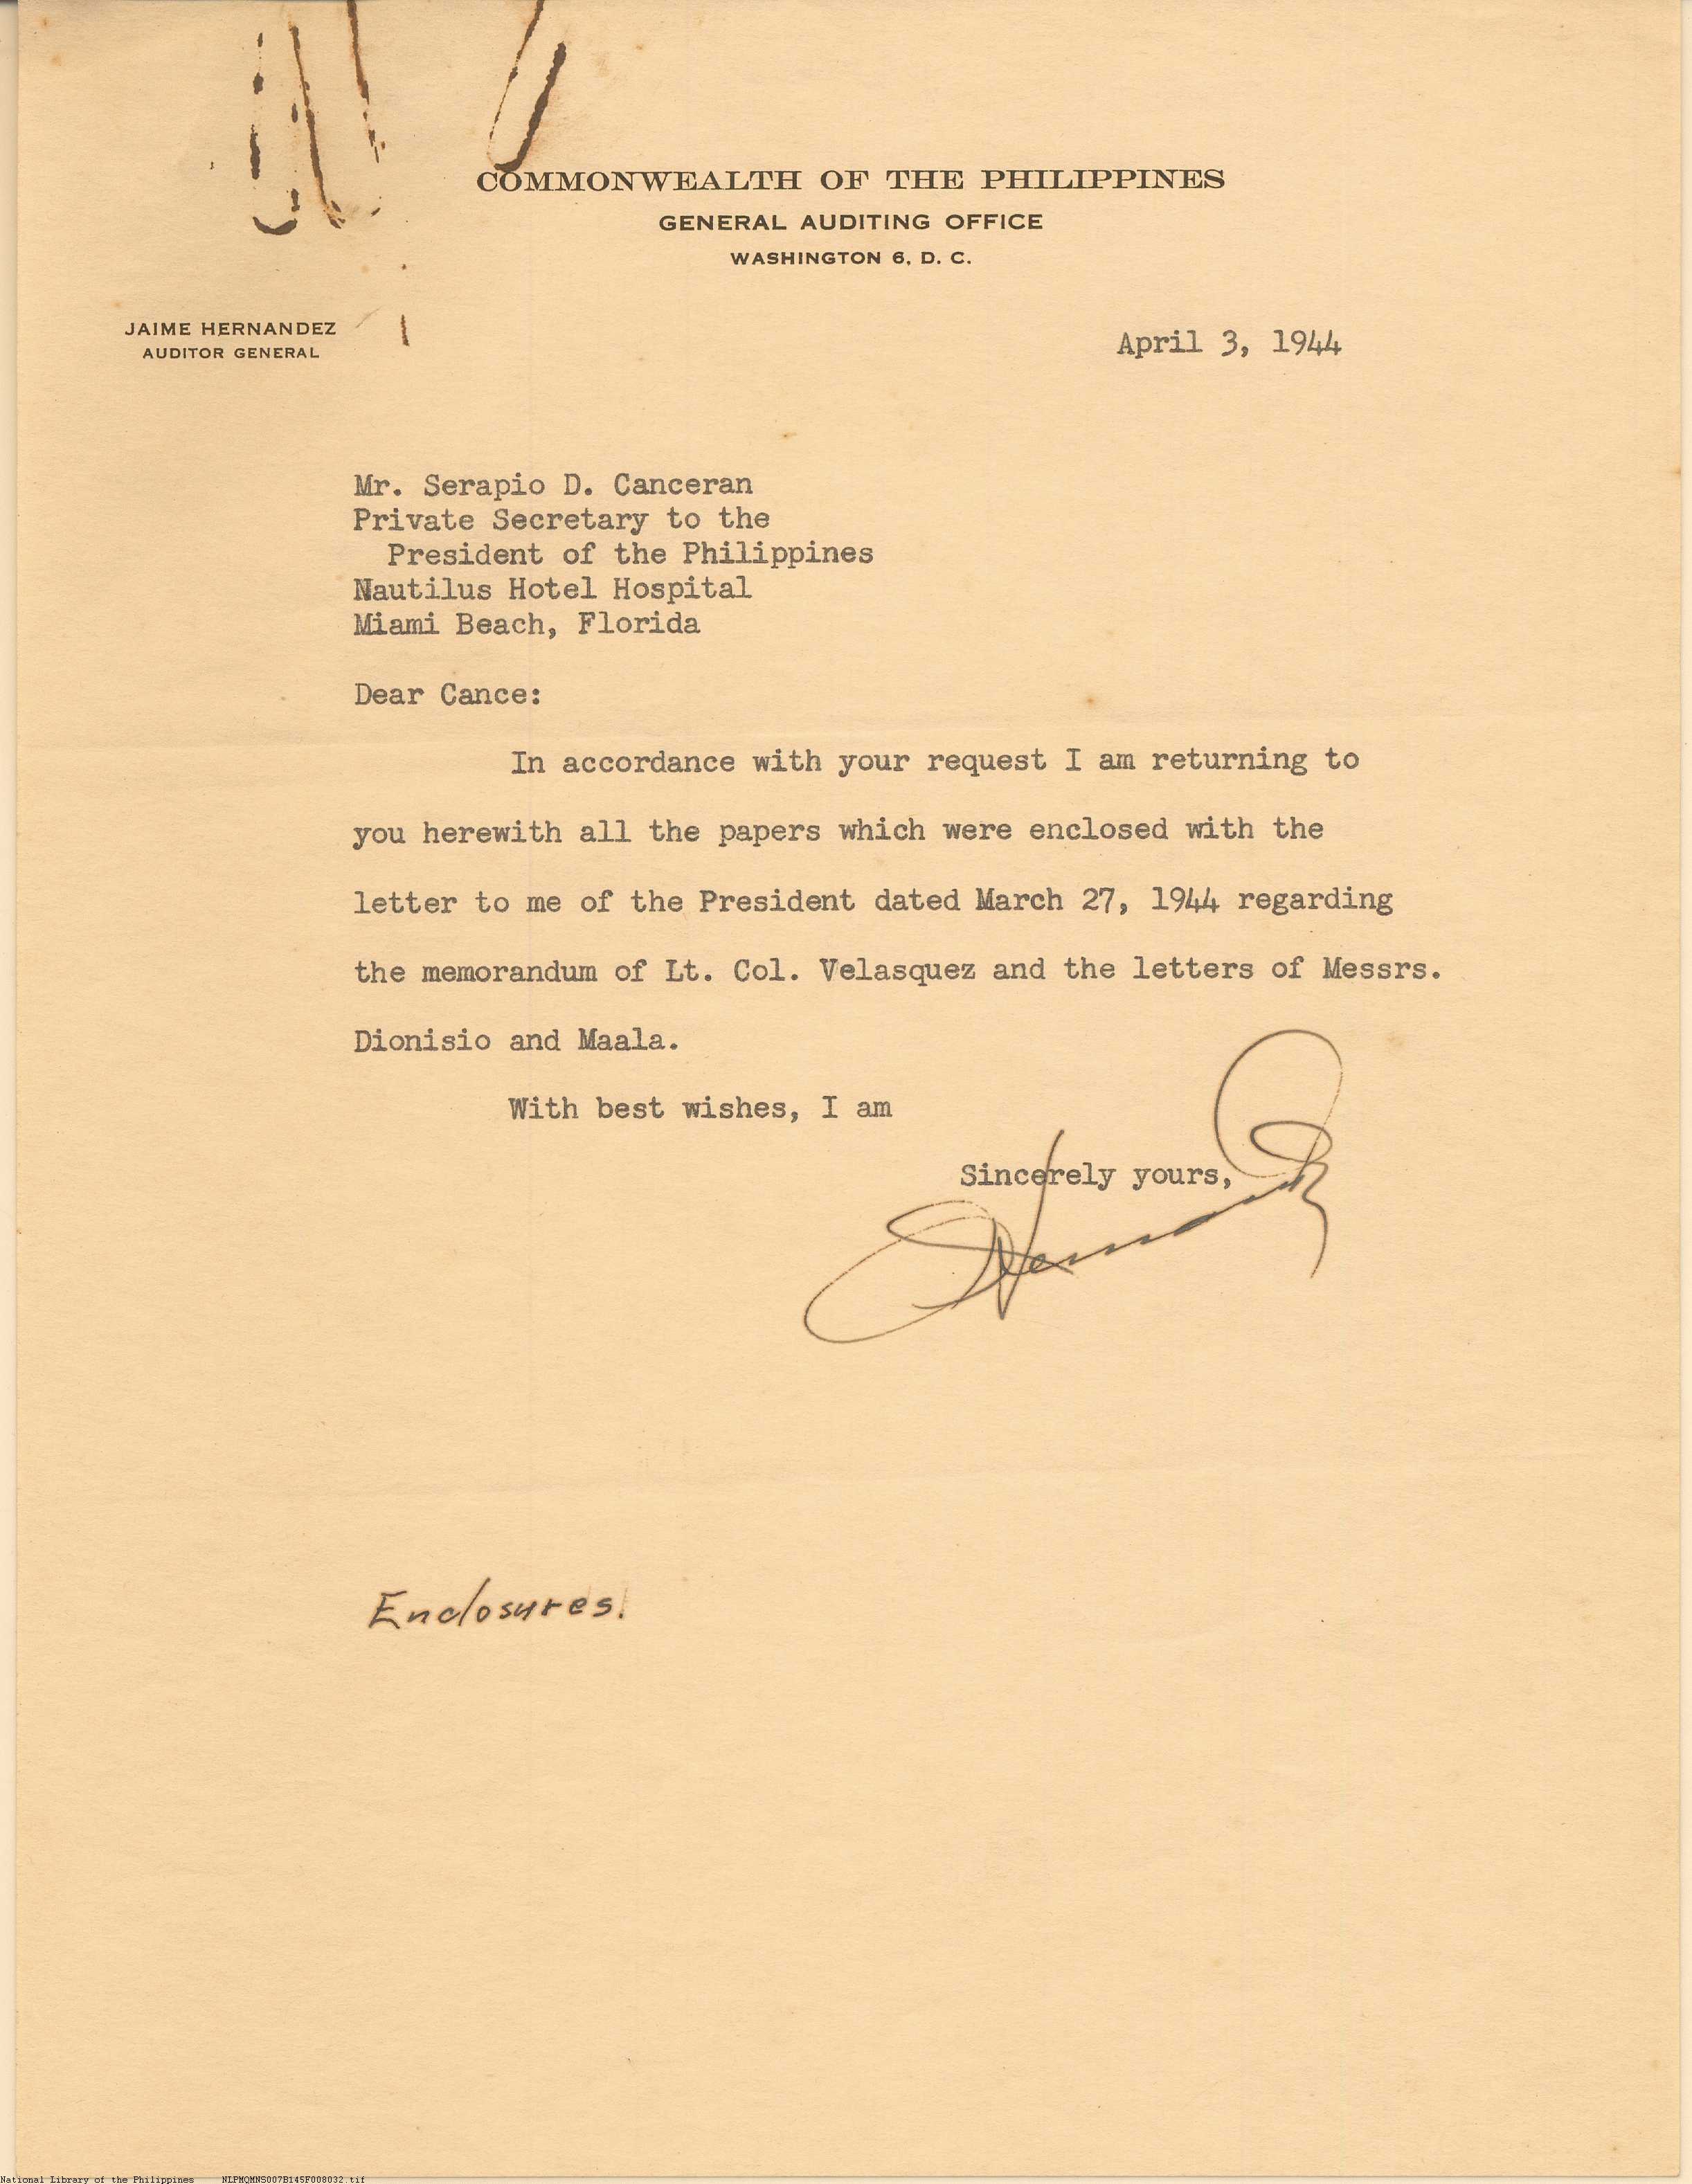 COMMONWEALTH OF THE PHILIPPINES
GENERAL AUDITING OFFICE
WASHINGTON 6, D. C.
JAIME HERNANDEZ
AUDITOR GENERAL
April 3, 1944
Mr. Serapio D. Canceran
Private Secretary to the
President of the Philippines
Nautilus Hotel Hospital
Miami Beach, Florida
Dear Cance:
In accordance with your request I am returning to
you herewith all the papers which were enclosed with the
letter to me of the President dated March 27, 1944 regarding
the memorandum of Lt. Col. Velasquez and the letters of Messrs.
Dionisio and Maala.
With best wishes, I am
Sincerely yours,
Enclosures.
National Library of the Philippines NLPMQMNS007B145F008032.tif